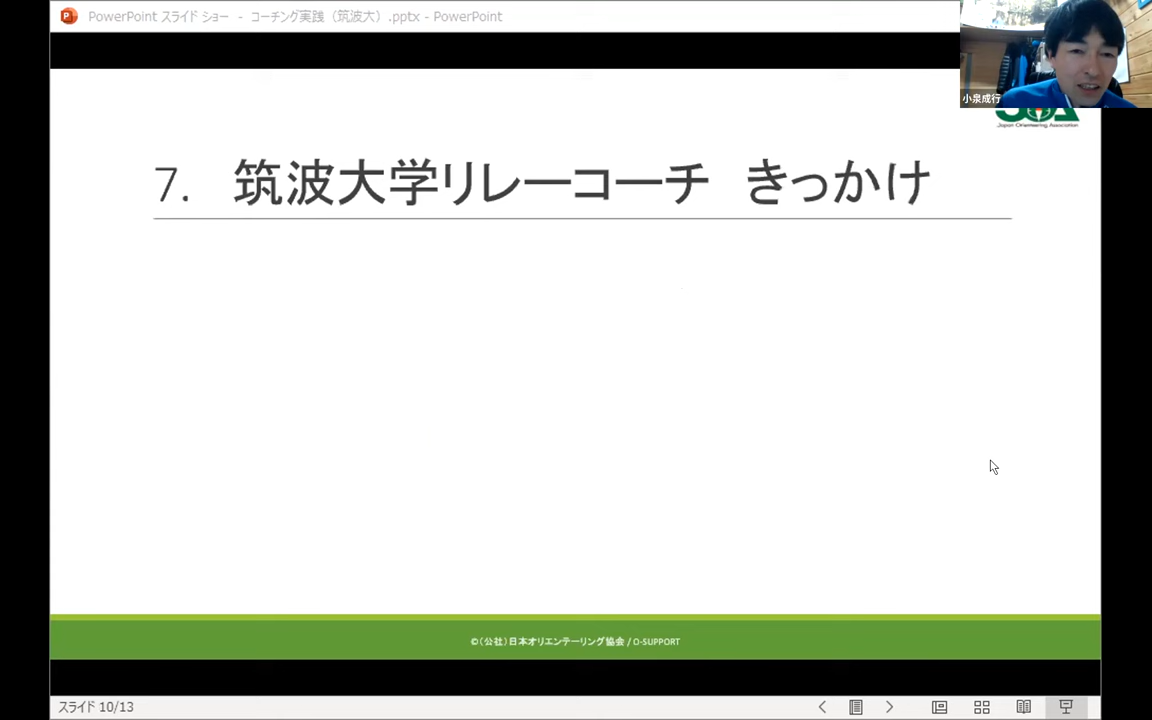 PowerPoint スライド ショー - コーチング実践（筑波大）.pptx - PowerPoint
小泉成行
Japan Orienteering Association
7. 筑波大学リレーコーチ きっかけ
©（公社）日本オリエンテーリング協会 / O-SUPPORT
スライド 10/13